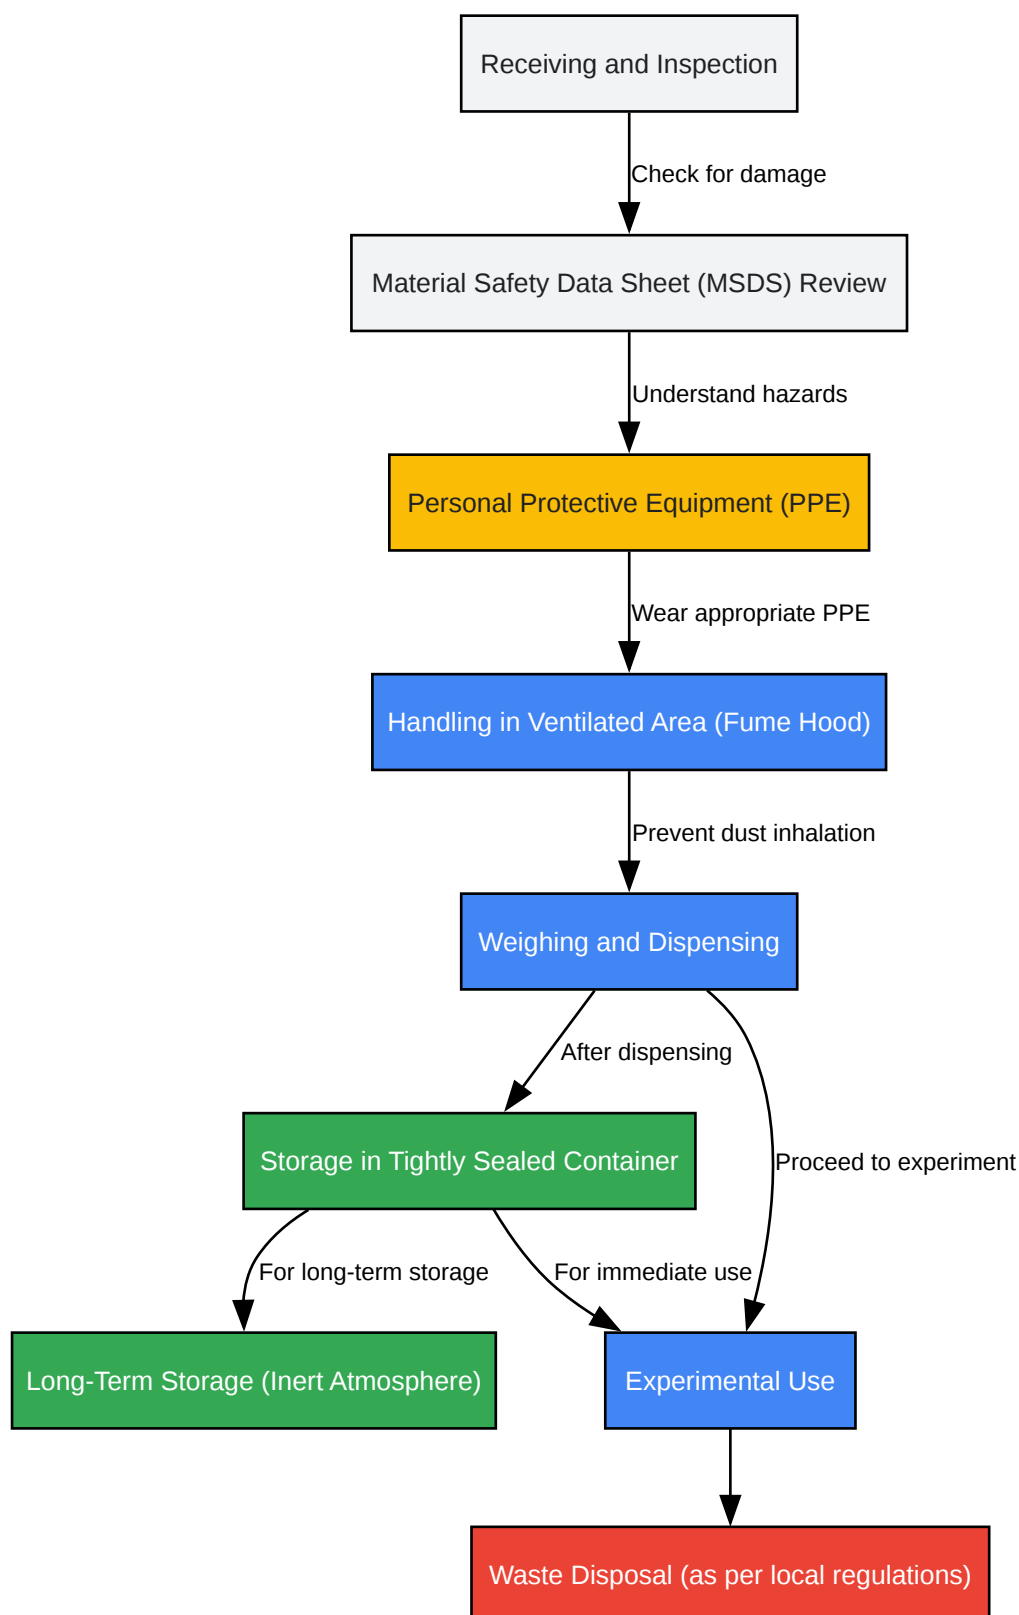 Receiving and Inspection
Check for damage
Material Safety Data Sheet (MSDS) Review
Understand hazards
Personal Protective Equipment (PPE)
Wear appropriate PPE
Handling in Ventilated Area (Fume Hood)
Prevent dust inhalation
Weighing and Dispensing
After dispensing
Storage in Tightly Sealed Container
Proceed to experiment
For long-term storage
For immediate use
Long-Term Storage (Inert Atmosphere)
Experimental Use
Waste Disposal (as per local regulations)